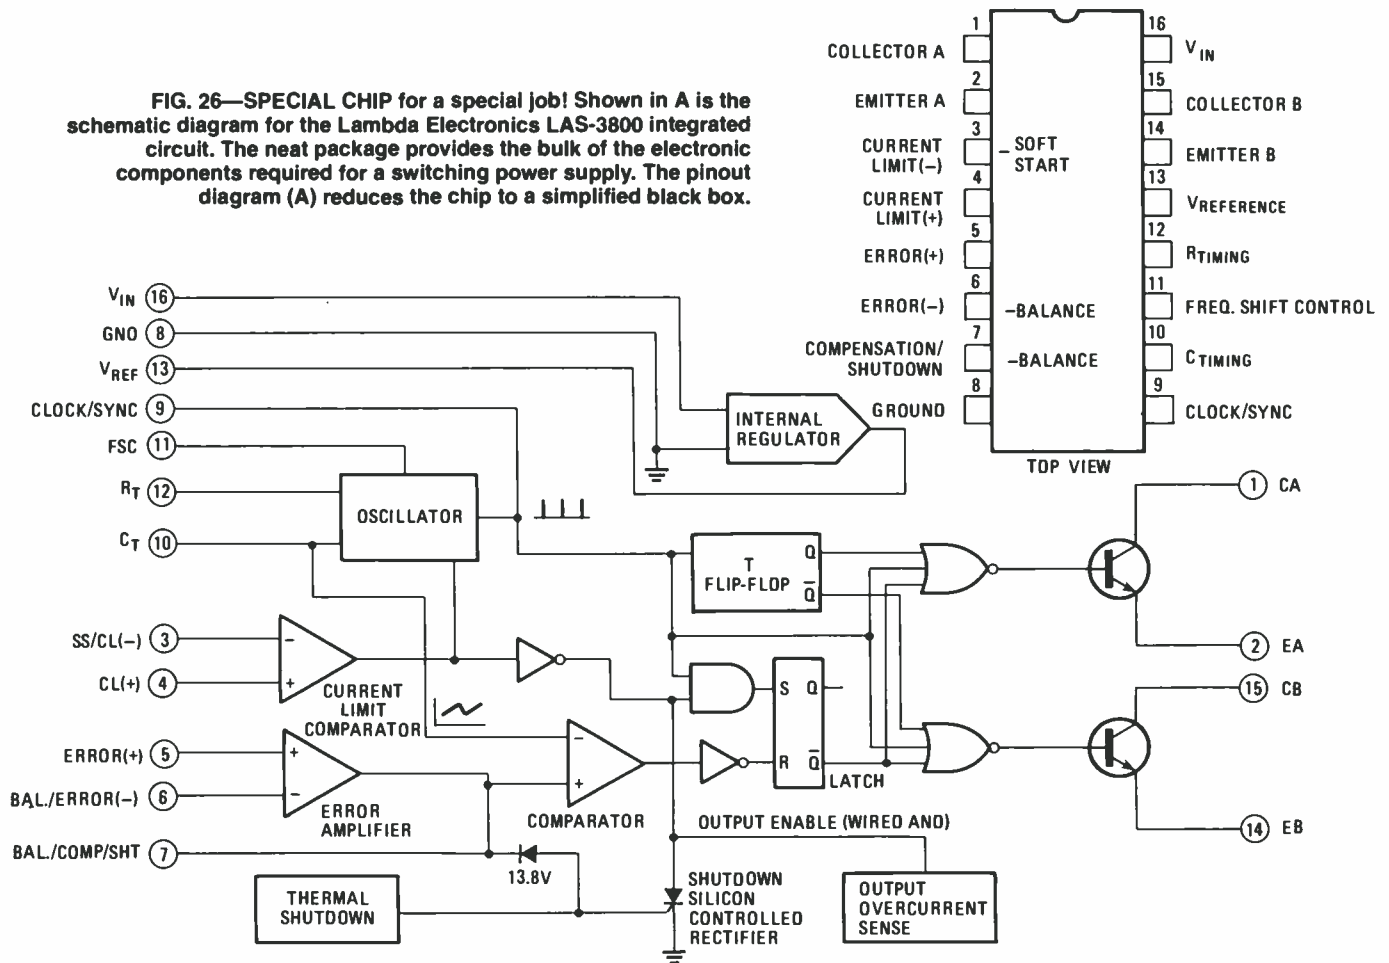 FIG. 26—SPECIAL CHIP for a special job! Shown in A is the
schematic diagram for the Lambda Electronics LAS-3800 integrated
circuit. The neat package provides the bulk of the electronic
components required for a switching power supply. The pinout
diagram (A) reduces the chip to a simplified black box.
1
COLLECTOR A
2
EMITTER A
3
CURRENT
LIMIT(-)
4
CURRENT
LIMIT(+)
5
ERROR(+)
6
ERROR(-)
7
COMPENSATION/
SHUTDOWN
8
GROUND
- SOFT
START
-BALANCE
-BALANCE
16
VIN
15
COLLECTOR B
14
EMITTER B
13
VREFERENCE
12
RTIMING
11
FREQ. SHIFT CONTROL
10
CTIMING
9
CLOCK/SYNC
TOP VIEW
VIN 16
GNO 8
VREF 13
CLOCK/SYNC 9
FSC 11
RT 12
CT 10
SS/CL(-) 3
CL(+) 4
ERROR(+) 5
BAL./ERROR(-) 6
BAL./COMP/SHT 7
INTERNAL
REGULATOR
OSCILLATOR
T
FLIP-FLOP
Q
Q
-
+
CURRENT
LIMIT
COMPARATOR
+
-
ERROR
AMPLIFIER
-
+
COMPARATOR
S Q
R Q
LATCH
1 CA
2 EA
15 CB
14 EB
OUTPUT ENABLE (WIRED AND)
13.8V
THERMAL
SHUTDOWN
SHUTDOWN
SILICON
CONTROLLED
RECTIFIER
OUTPUT
OVERCURRENT
SENSE